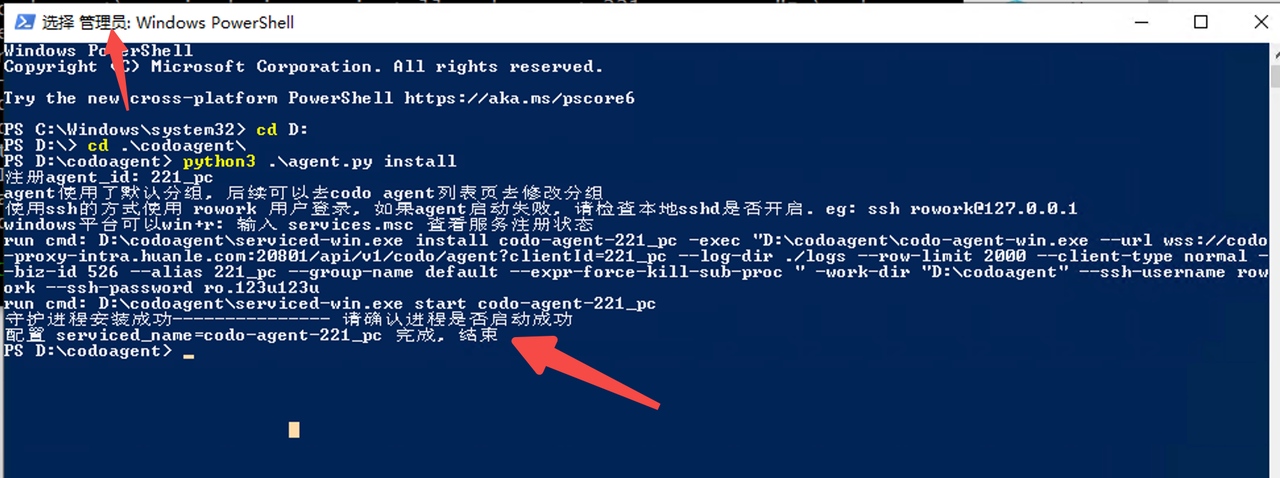 选择 管理员: Windows PowerShell
Windows PowerShell
Copyright (C) Microsoft Corporation. All rights reserved.
Try the new cross-platform PowerShell https://aka.ms/pscore6
PS C:\Windows\system32> cd D:
PS D:\> cd .\codoagent\
PS D:\codoagent> python3 .\agent.py install
注册agent_id: 221_pc
agent使用了默认分组, 后续可以去codo agent列表页去修改分组
使用ssh的方式使用 rowork 用户登录, 如果agent启动失败, 请检查本地sshd是否开启. eg: ssh rowork@127.0.0.1
windows平台可以win+r: 输入 services.msc 查看服务注册状态
run cmd: D:\codoagent\serviced-win.exe install codo-agent-221_pc -exec "D:\codoagent\codo-agent-win.exe --url wss://codo
-proxy-intra.huanle.com:20801/api/v1/codo/agent?clientId=221_pc --log-dir ./logs --row-limit 2000 --client-type normal -
-biz-id 526 --alias 221_pc --group-name default --expr-force-kill-sub-proc " -work-dir "D:\codoagent" --ssh-username row
ork --ssh-password ro.123u123u
run cmd: D:\codoagent\serviced-win.exe start codo-agent-221_pc
守护进程安装成功--------------- 请确认进程是否启动成功
配置 serviced_name=codo-agent-221_pc 完成, 结束
PS D:\codoagent>